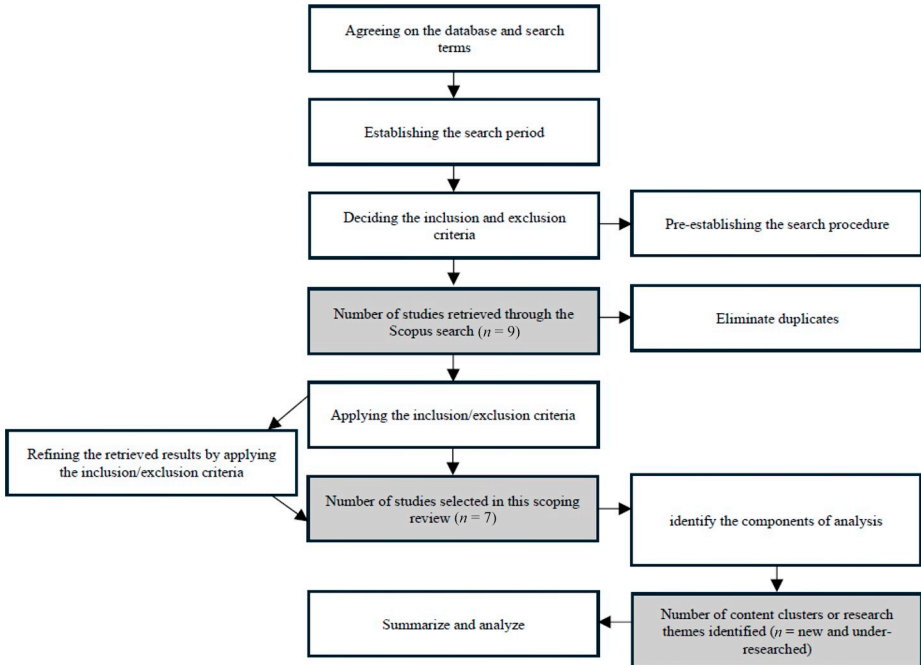 Agreeing on the database and search
terms
Establishing the search period
Deciding the inclusion and exclusion
criteria
Pre-establishing the search procedure
Number of studies retrieved through the
Scopus search (n = 9)
Eliminate duplicates
Applying the inclusion/exclusion criteria
Refining the retrieved results by applying
the inclusion/exclusion criteria
Number of studies selected in this scoping
review (n = 7)
identify the components of analysis
Number of content clusters or research
themes identified (n = new and under-
researched)
Summarize and analyze